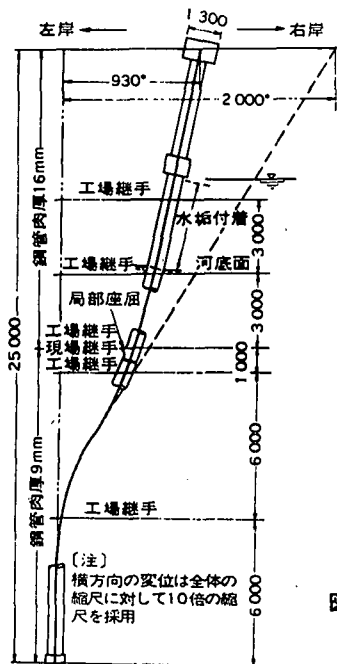 300
左岸 右岸
930*
2 000*
工場継手
水垢付着
3 000
鋼管肉厚16mm
工場継手 河底面
局部座屈
3 000
工場継手
現場継手
工場継手
1 000
25 000
鋼管肉厚9mm
6 000
工場継手
〔注〕
横方向の変位は全体の
縮尺に対して10倍の縮
尺を採用
6 000